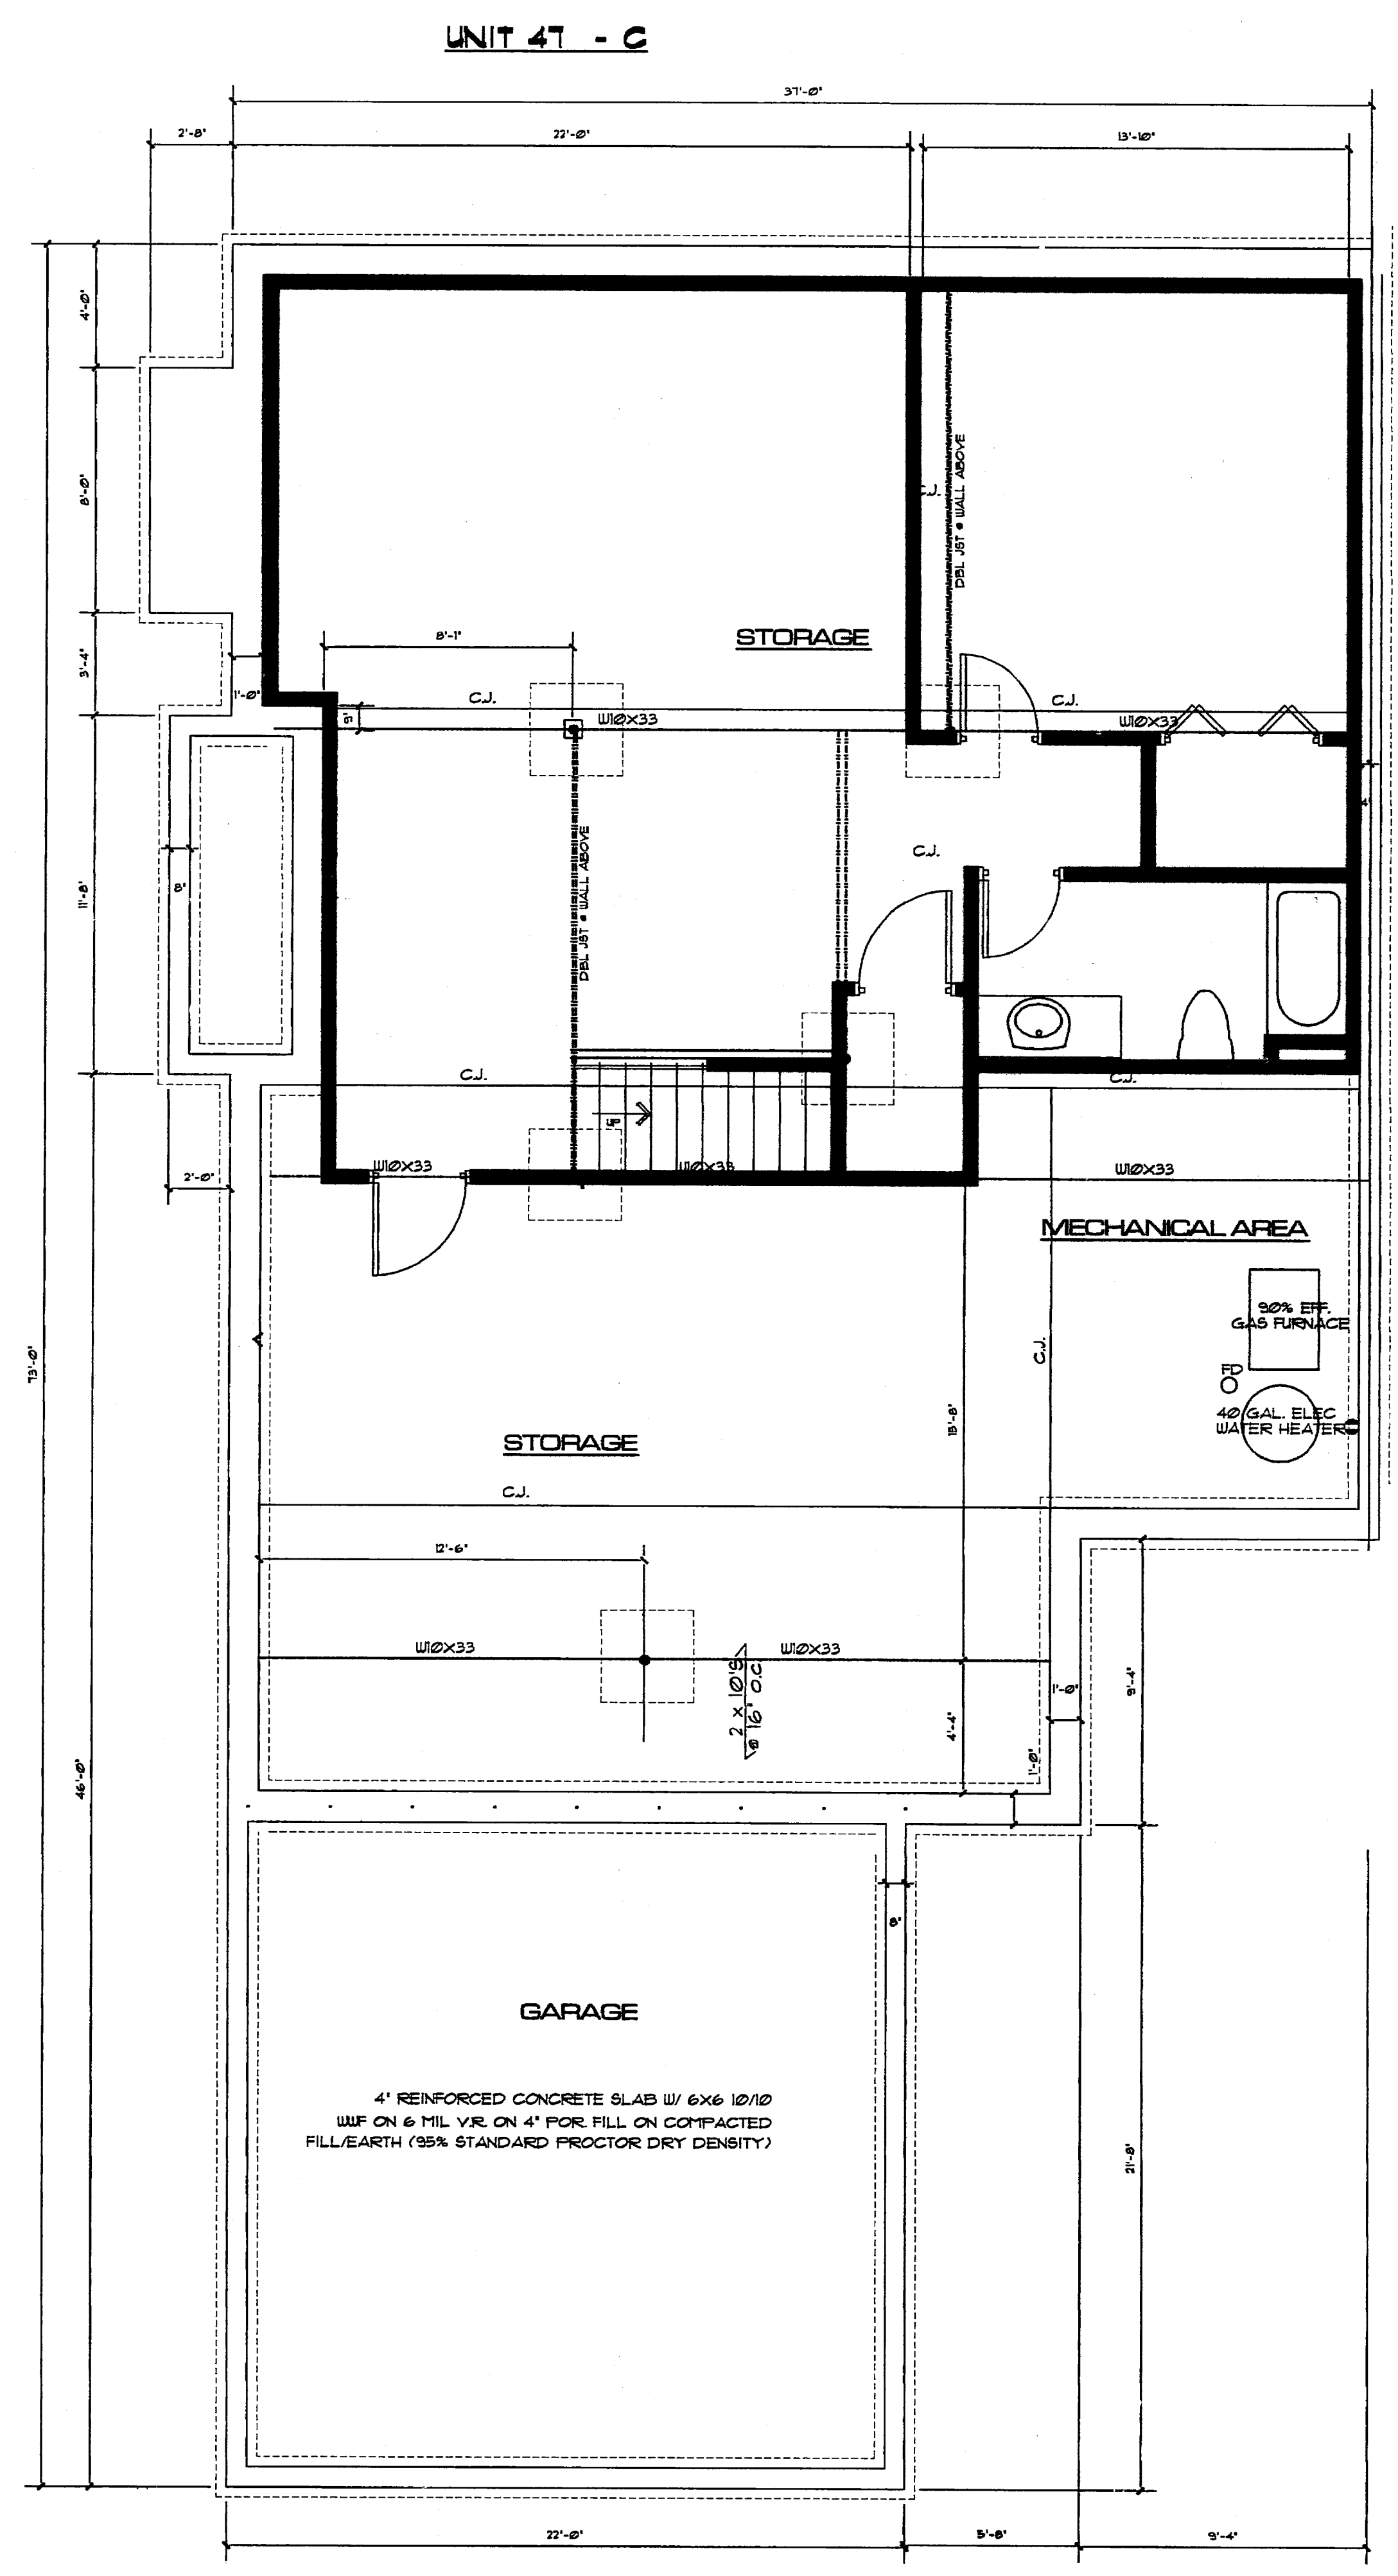 UNIT 47 - C
37'-0"
2'-8"
22'-0"
13'-10"
4'-0"
8'-0"
DBL JST @ WALL ABOVE
C.J.
STORAGE
8'-1"
3'-4"
1'-0"
C.J.
C.J.
9"
W10X33
W10X33
4"
DBL JST @ WALL ABOVE
C.J.
8"
11'-8"
C.J.
C.J.
UP
W10X33
W10X33
W10X33
2'-0"
MECHANICAL AREA
90% EFF.
GAS FURNACE
73'-0"
C.J.
FD
40 GAL. ELEC
WATER HEATER
STORAGE
C.J.
12'-6"
W10X33
W10X33
2 x 10'S
@ 16" O.C.
1'-0"
9'-4"
4'-4"
1'-0"
46'-0"
8"
GARAGE
4" REINFORCED CONCRETE SLAB W/ 6X6 10/10
WWF ON 6 MIL V.R. ON 4" POR. FILL ON COMPACTED
FILL/EARTH (95% STANDARD PROCTOR DRY DENSITY)
21'-8"
22'-0"
5'-8"
9'-4"